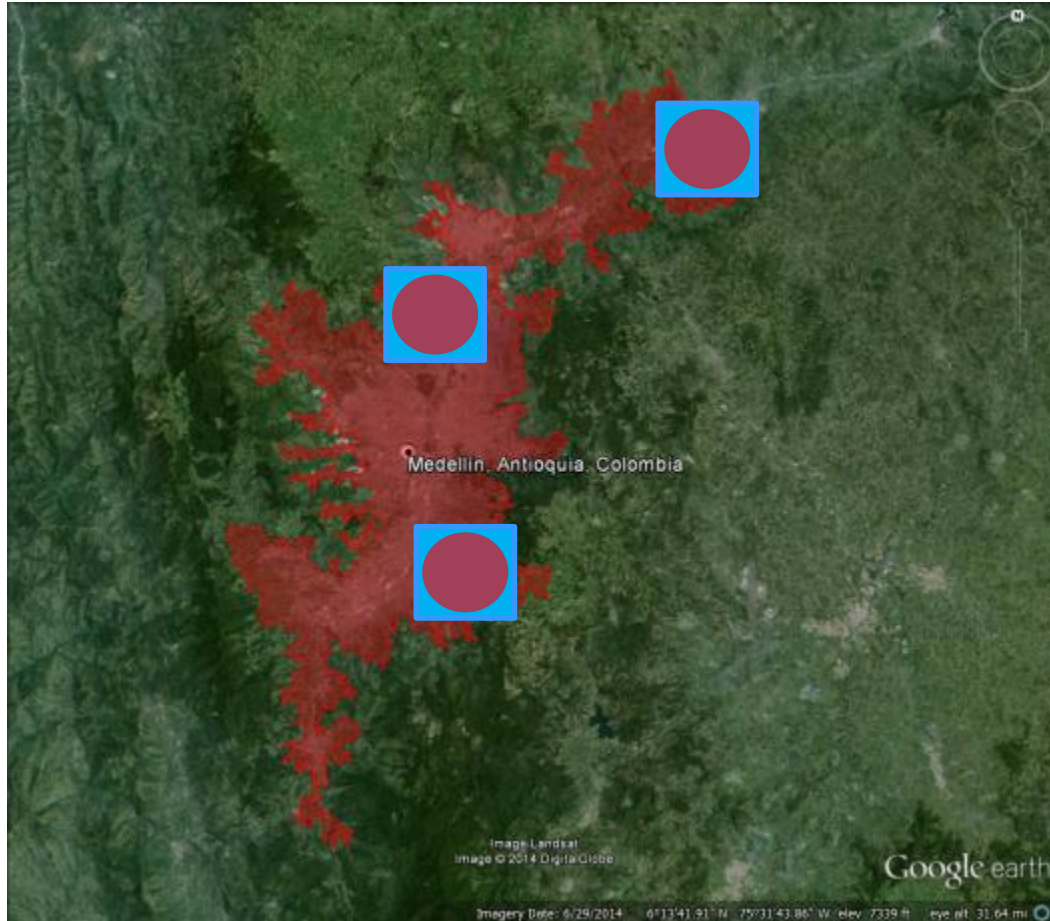 N
Medellín, Antioquia, Colombia
Image Landsat
Image © 2014 DigitalGlobe
Google earth
Imagery Date: 6/29/2014 6°13'41.91" N 75°31'43.86" W elev 7339 ft eye alt 31.64 mi